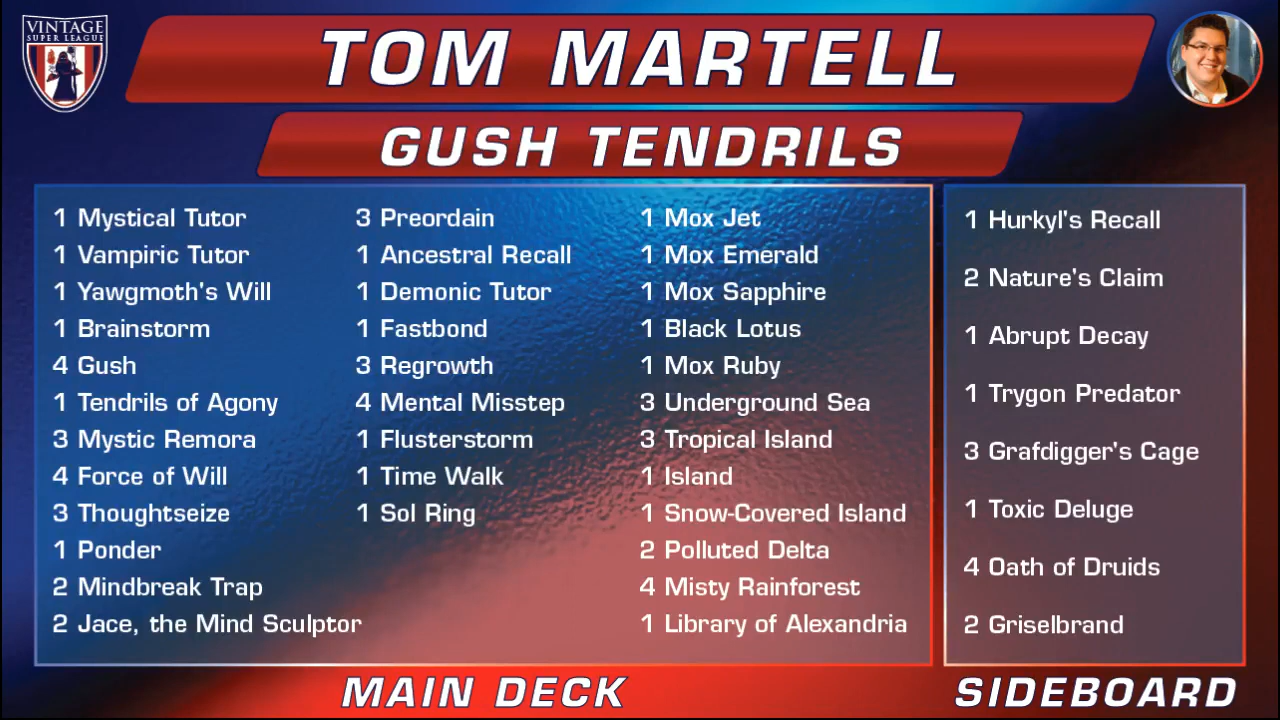 VINTAGE
SUPER LEAGUE
TOM MARTELL
GUSH TENDRILS
1 Mystical Tutor
1 Vampiric Tutor
1 Yawgmoth's Will
1 Brainstorm
4 Gush
1 Tendrils of Agony
3 Mystic Remora
4 Force of Will
3 Thoughtseize
1 Ponder
2 Mindbreak Trap
2 Jace, the Mind Sculptor
3 Preordain
1 Ancestral Recall
1 Demonic Tutor
1 Fastbond
3 Regrowth
4 Mental Misstep
1 Flusterstorm
1 Time Walk
1 Sol Ring
1 Mox Jet
1 Mox Emerald
1 Mox Sapphire
1 Black Lotus
1 Mox Ruby
3 Underground Sea
3 Tropical Island
1 Island
1 Snow-Covered Island
2 Polluted Delta
4 Misty Rainforest
1 Library of Alexandria
MAIN DECK
1 Hurkyl's Recall
2 Nature's Claim
1 Abrupt Decay
1 Trygon Predator
3 Grafdigger's Cage
1 Toxic Deluge
4 Oath of Druids
2 Griselbrand
SIDEBOARD